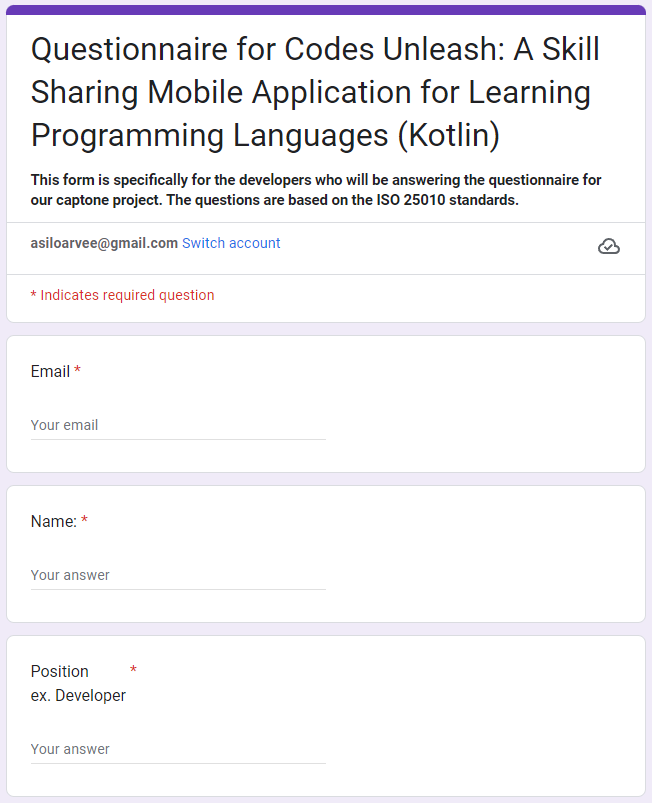 Questionnaire for Codes Unleash: A Skill
Sharing Mobile Application for Learning
Programming Languages (Kotlin)
This form is specifically for the developers who will be answering the questionnaire for
our captone project. The questions are based on the ISO 25010 standards.
asiloarvee@gmail.com Switch account
* Indicates required question
Email *
Your email
Name: *
Your answer
Position *
ex. Developer
Your answer